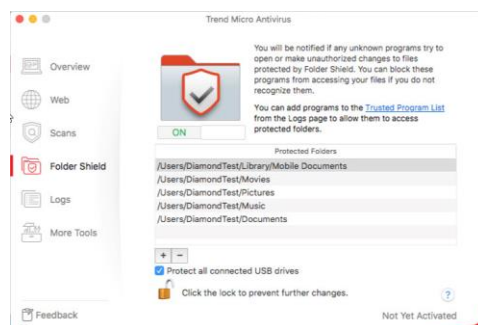 Trend Micro Antivirus
You will be notified if any unknown programs try to
open or make unauthorized changes to files
protected by Folder Shield. You can block these
programs from accessing your files if you do not
recognize them.
You can add programs to the Trusted Program List
from the Logs page to allow them to access
protected folders.
Overview
Web
Scans
Folder Shield
Logs
More Tools
ON
Protected Folders
/Users/DiamondTest/Library/Mobile Documents
/Users/DiamondTest/Movies
/Users/DiamondTest/Pictures
/Users/DiamondTest/Music
/Users/DiamondTest/Documents
+ −
Protect all connected USB drives
Click the lock to prevent further changes.
?
Feedback
Not Yet Activated